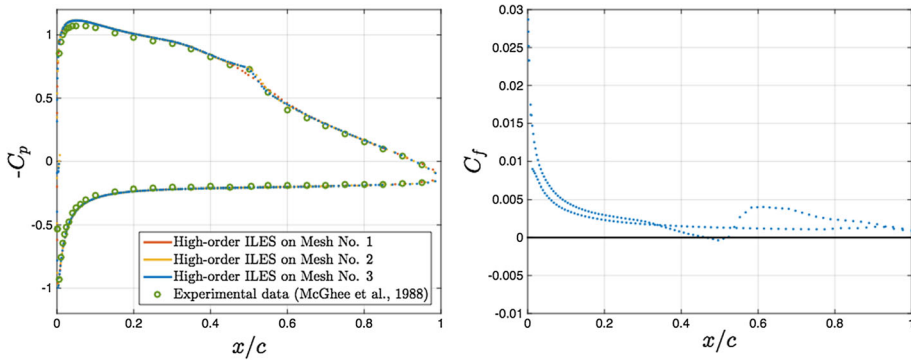 -C_p
1
0.5
0
-0.5
-1
High-order ILES on Mesh No. 1
High-order ILES on Mesh No. 2
High-order ILES on Mesh No. 3
Experimental data (McGhee et al., 1988)
0 0.2 0.4 0.6 0.8 1
x/c
C_f
0.03
0.025
0.02
0.015
0.01
0.005
0
-0.005
-0.01
0 0.2 0.4 0.6 0.8 1
x/c